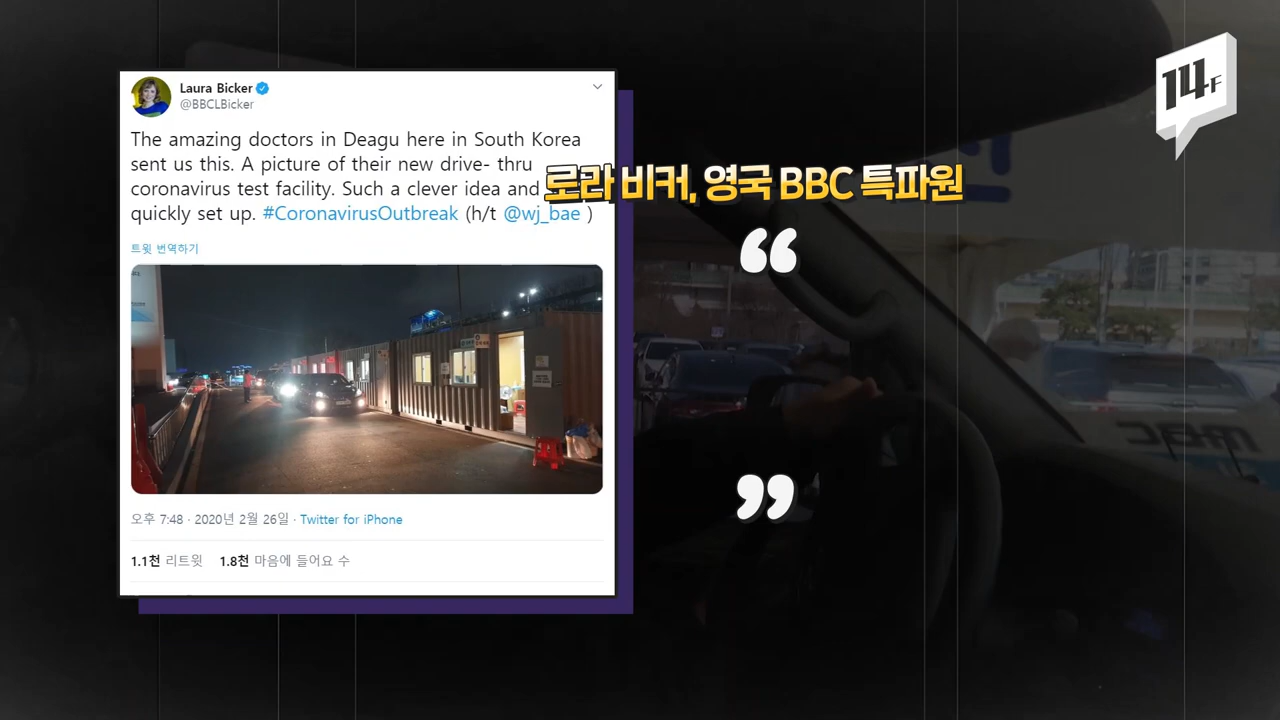 Laura Bicker
@BBCLBicker
The amazing doctors in Deagu here in South Korea
sent us this. A picture of their new drive- thru
coronavirus test facility. Such a clever idea and
quickly set up. #CoronavirusOutbreak (h/t @wj_bae )
트윗 번역하기
오후 7:48 · 2020년 2월 26일 · Twitter for iPhone
1.1천 리트윗 1.8천 마음에 들어요 수
로라 비커, 영국 BBC 특파원
“
”
14F